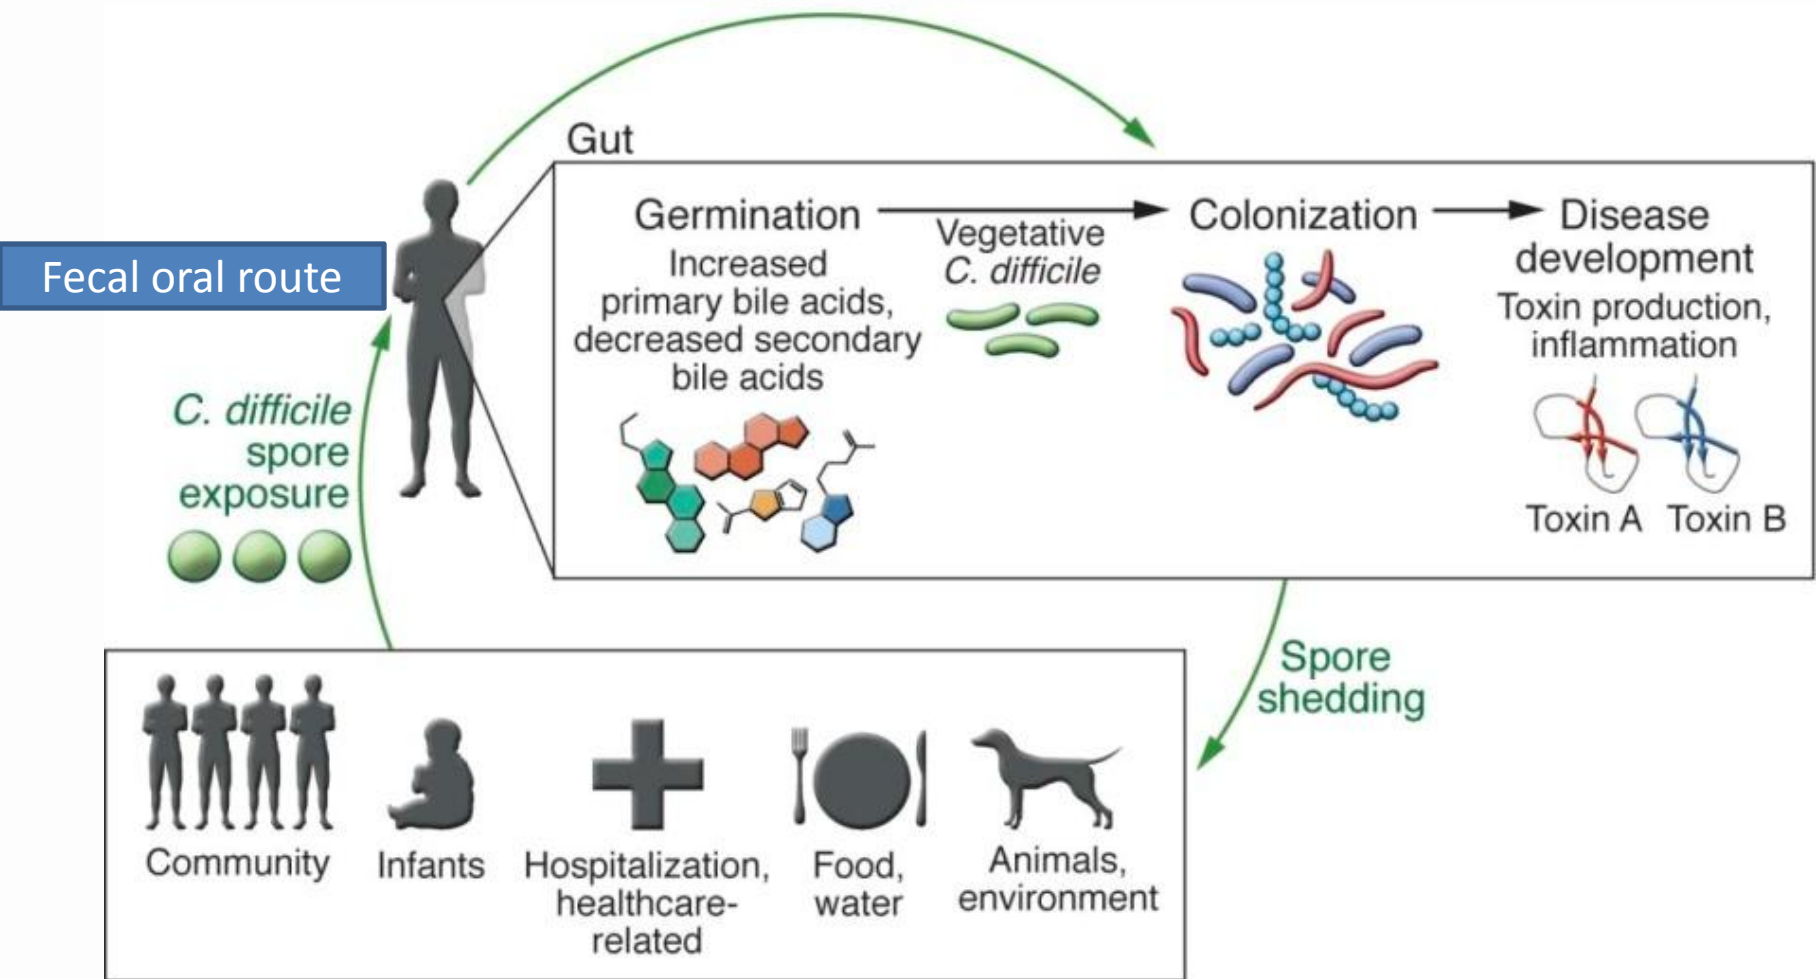 Gut
Germination
Increased
primary bile acids,
decreased secondary
bile acids
Vegetative
C. difficile
Colonization
Disease
development
Toxin production,
inflammation
Toxin A
Toxin B
Fecal oral route
C. difficile
spore
exposure
Spore
shedding
Community
Infants
Hospitalization,
healthcare-
related
Food,
water
Animals,
environment